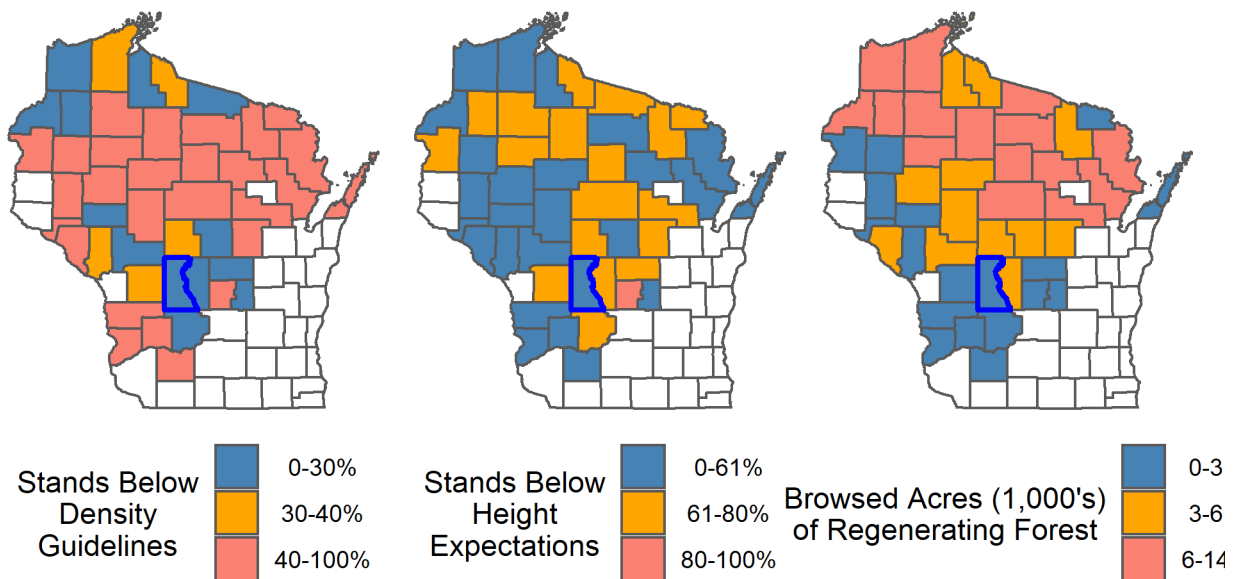 Stands Below
Density
Guidelines
0-30%
30-40%
40-100%
Stands Below
Height
Expectations
0-61%
61-80%
80-100%
Browsed Acres (1,000's)
of Regenerating Forest
0-3
3-6
6-14